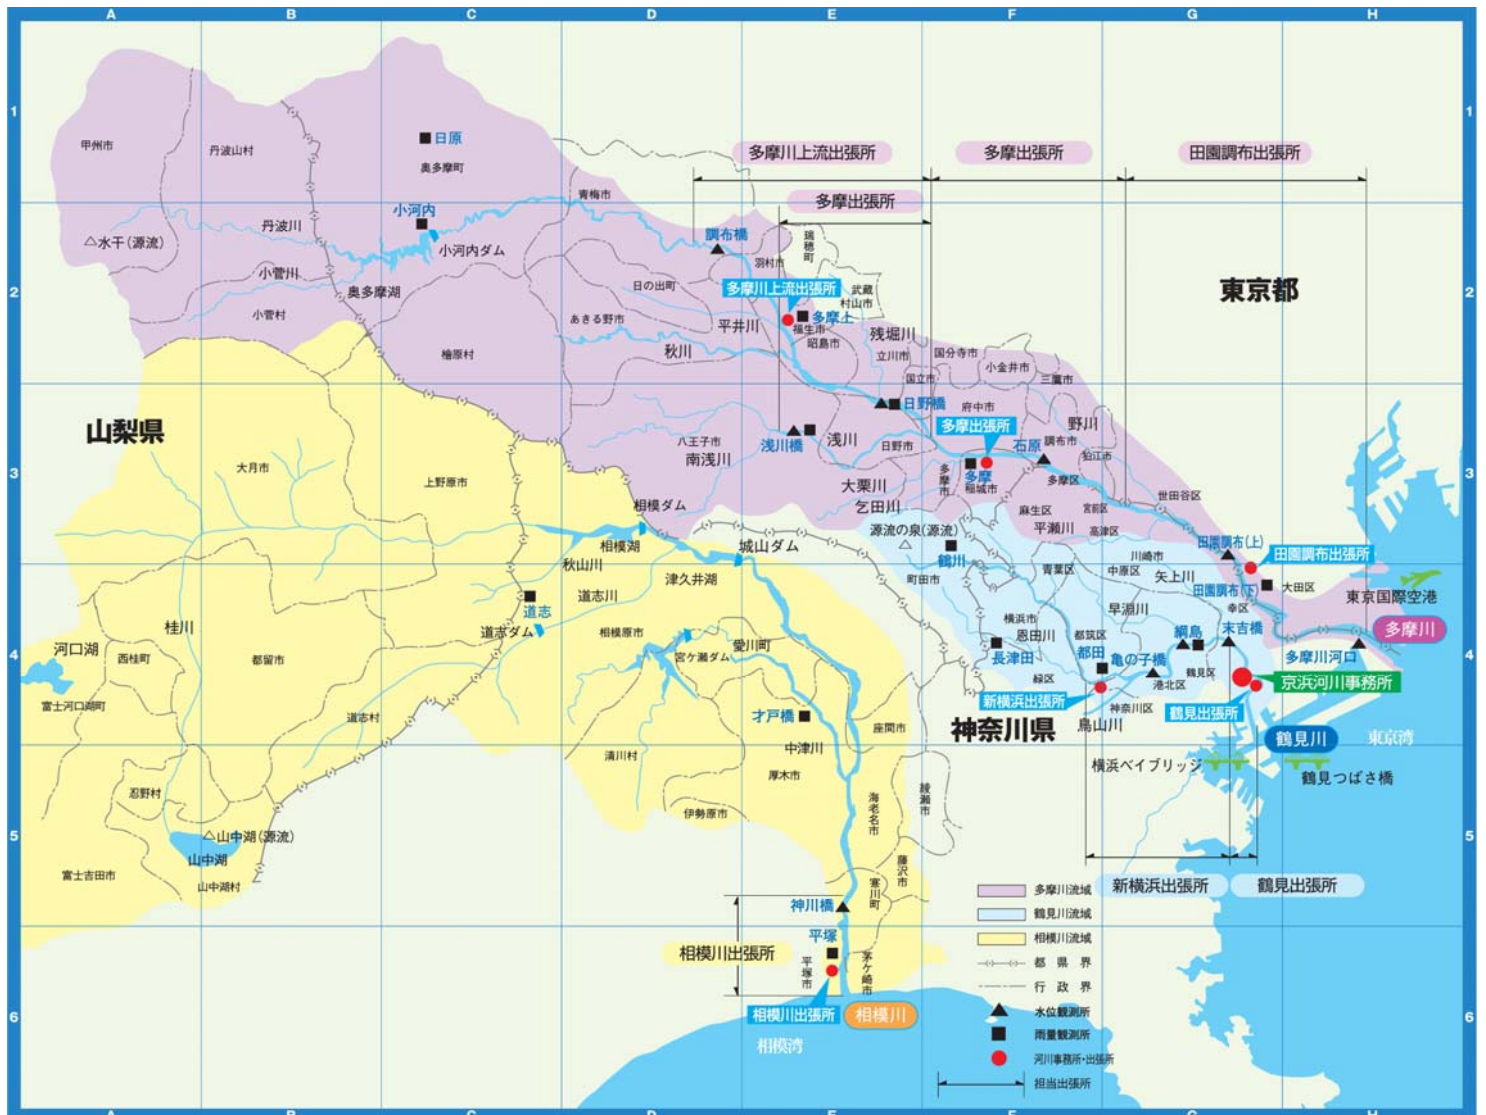 A B C D E F G H
1 1
多摩川上流出張所 多摩出張所 田園調布出張所
日原
甲州市
丹波山村
奥多摩町
青梅市
多摩出張所
小河内
丹波川
△水干(源流)
小河内ダム
調布橋
瑞穂町
羽村市
小菅川
奥多摩湖
日の出町
多摩川上流出張所
武蔵村山市
東京都
2 2
小菅村
あきる野市
平井川
多摩上
福生市
昭島市
残堀川
檜原村
秋川
立川市
国分寺市
小金井市
国立市
三鷹市
日野橋
府中市
山梨県
八王子市
浅川橋
浅川
日野市
多摩出張所
石原
野川
調布市
狛江市
大月市
南浅川
3 3
上野原市
大栗川
多摩市
多摩
稲城市
多摩区
世田谷区
相模ダム
乞田川
麻生区
宮前区
平瀬川
高津区
源流の泉(源流)
相模湖
城山ダム
鶴川
田園調布(上)
田園調布出張所
川崎市
秋山川
津久井湖
町田市
青葉区
中原区
矢上川
田園調布(下)
大田区
道志川
道志
東京国際空港
早淵川
幸区
桂川
道志ダム
相模原市
愛川町
横浜市
恩田川
都筑区
綱島
末吉橋
多摩川
河口湖
西桂町
都留市
宮ケ瀬ダム
長津田
都田
亀の子橋
多摩川河口
4 4
鶴見区
緑区
港北区
京浜河川事務所
富士河口湖町
道志村
才戸橋
座間市
新横浜出張所
神奈川区
鶴見出張所
神奈川県
鳥山川
鶴見川
東京湾
清川村
中津川
横浜ベイブリッジ
鶴見つばさ橋
厚木市
忍野村
綾瀬市
伊勢原市
海老名市
△山中湖(源流)
5 5
山中湖
富士吉田市
山中湖村
藤沢市
寒川町
新横浜出張所 鶴見出張所
多摩川流域
神川橋
鶴見川流域
平塚
相模川流域
相模川出張所
平塚市
茅ケ崎市
都県界
行政界
相模川出張所
相模川
6 6
水位観測所
相模湾
雨量観測所
河川事務所・出張所
担当出張所
A B C D E F G H